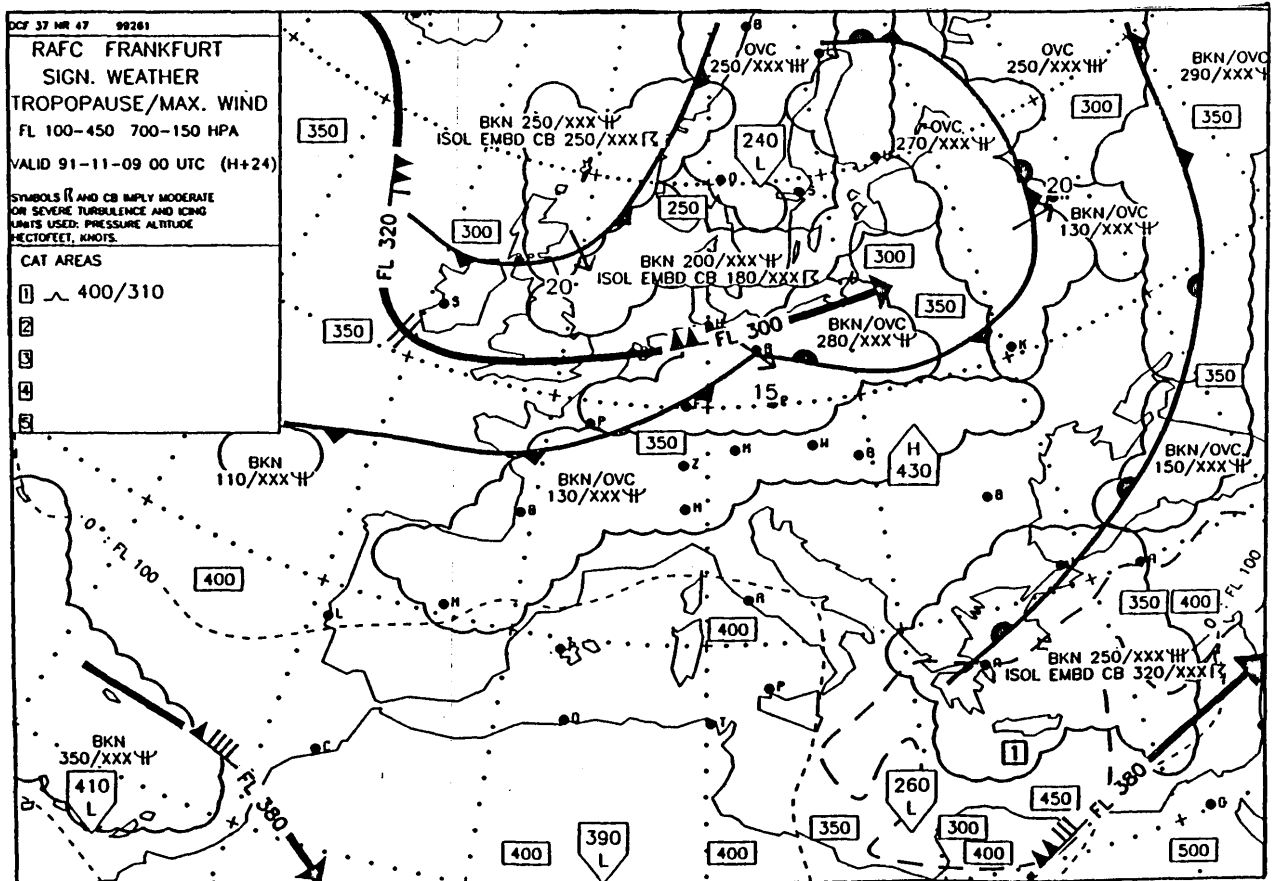 DCF 37 NR 47 99261
RAFC FRANKFURT
SIGN. WEATHER
TROPOPAUSE/MAX. WIND
FL 100-450 700-150 HPA
VALID 91-11-09 00 UTC (H+24)
SYMBOLS AND CB IMPLY MODERATE
OR SEVERE TURBULENCE AND ICING
UNITS USED: PRESSURE ALTITUDE
HECTOFEET, KNOTS.
CAT AREAS
1 400/310
2
3
4
5
B
OVC
250/XXX
OVC
250/XXX
BKN/OVC
290/XXX
350
BKN 250/XXX
ISOL EMBD CB 250/XXX
240
L
OVC
270/XXX
300
350
FL 320
O
S
H
250
20
BKN/OVC
130/XXX
300
20
BKN 200/XXX
ISOL EMBD CB 180/XXX
300
S
350
350
FL 300
BKN/OVC
280/XXX
H
B
K
350
15
F
P
P
350
Z
M
W
B
H
430
BKN
110/XXX
BKN/OVC
130/XXX
BKN/OVC
150/XXX
B
M
B
0° : FL 100
400
M
L
R
400
A
350
400
0° : FL 100
P
A
BKN 250/XXX
ISOL EMBD CB 320/XXX
C
T
BKN
350/XXX
410
L
FL 380
1
260
L
450
FL 380
350
300
400
390
L
400
400
500